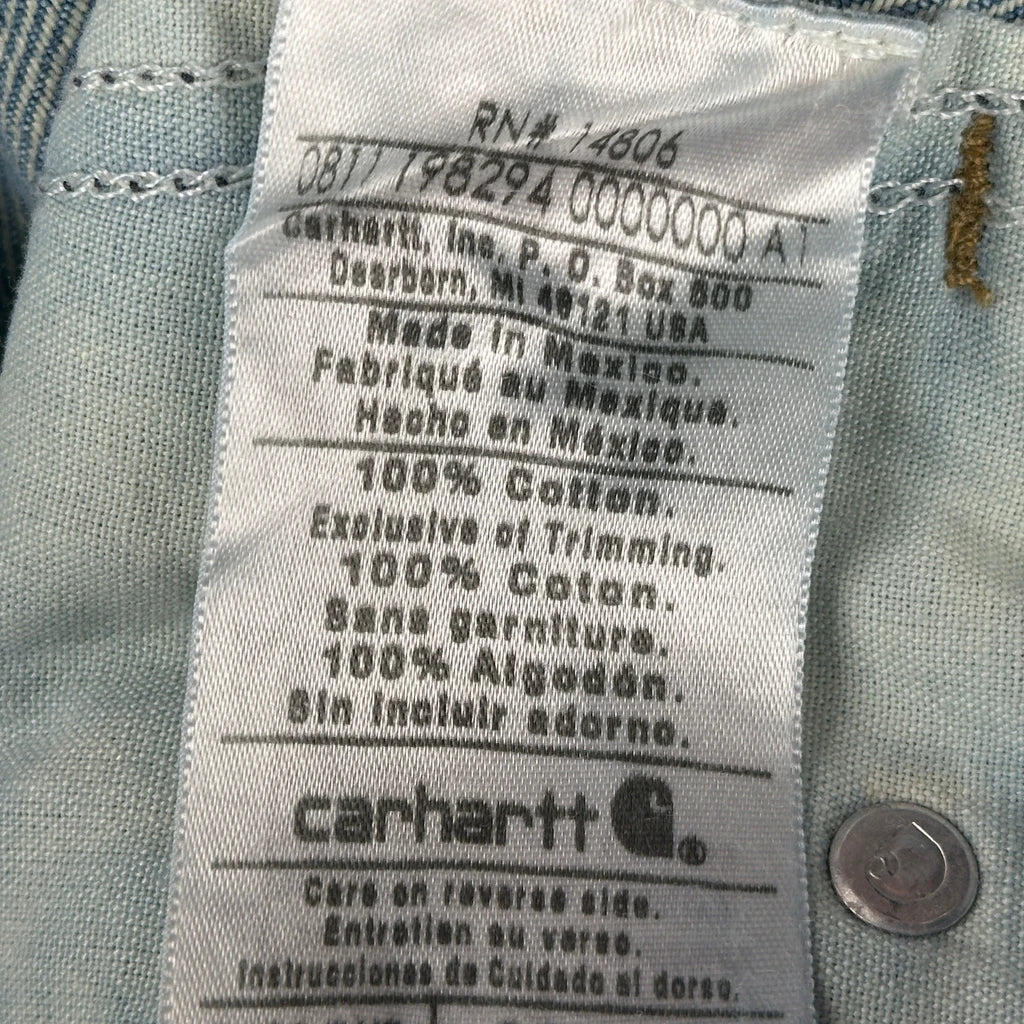 RN# 14806
0811 198294 0000000 A1
Carhartt, Inc. P. O. Box 600
Dearborn, MI 48121 USA
Made in Mexico.
Fabriqué au Mexique.
Hecho en México.
100% Cotton.
Exclusive of Trimming.
100% Coton.
Sans garniture.
100% Algodón.
Sin incluir adorno.
carhartt ®
Care on reverse side.
Entretien au verso.
Instrucciones de Cuidado al dorso.